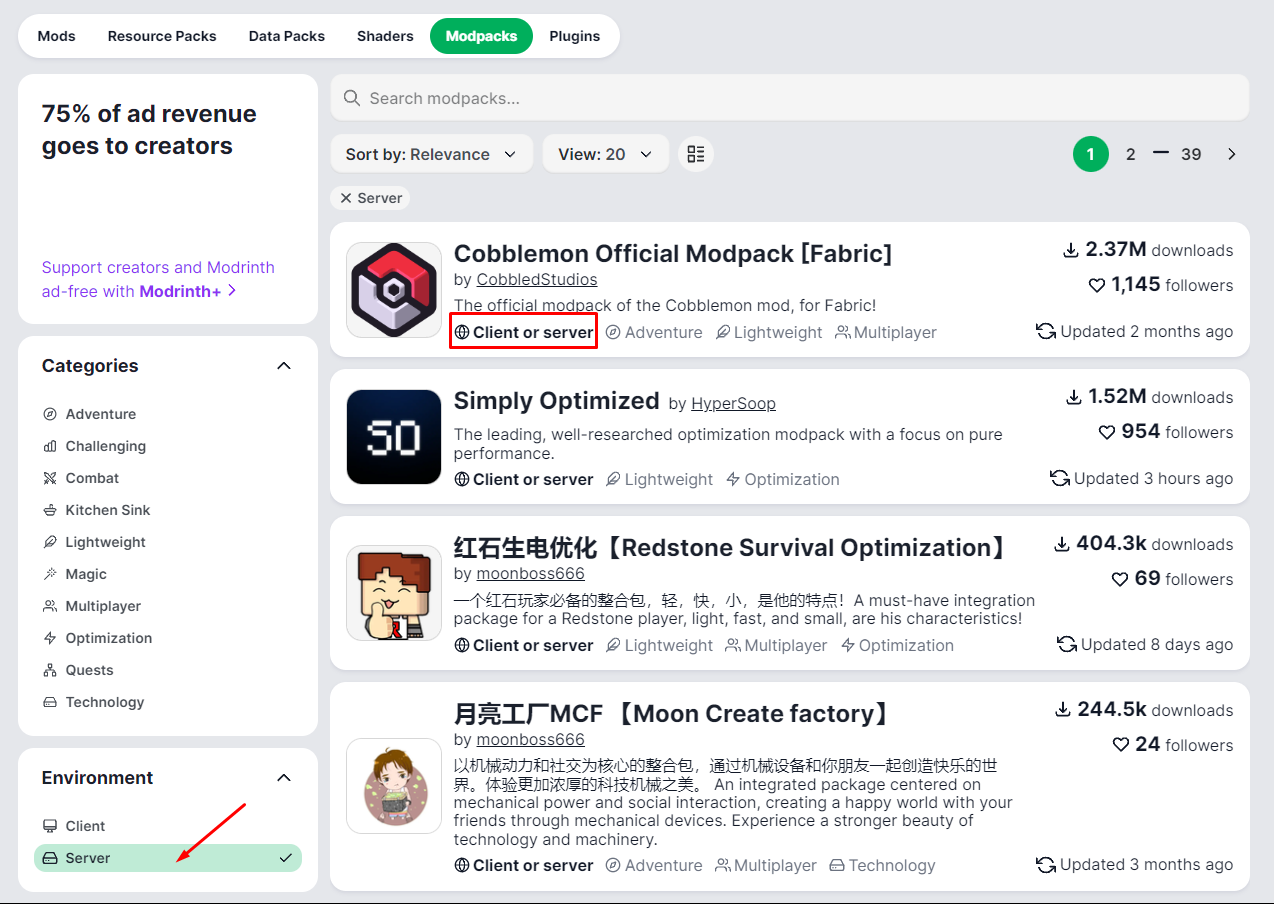 Mods Resource Packs Data Packs Shaders Modpacks Plugins
75% of ad revenue
goes to creators
Support creators and Modrinth
ad-free with Modrinth+
Categories
Adventure
Challenging
Combat
Kitchen Sink
Lightweight
Magic
Multiplayer
Optimization
Quests
Technology
Environment
Client
Server
Search modpacks...
Sort by: Relevance View: 20 1 2 39
Server
Cobblemon Official Modpack [Fabric]
by CobbledStudios
The official modpack of the Cobblemon mod, for Fabric!
Client or server Adventure Lightweight Multiplayer
2.37M downloads
1,145 followers
Updated 2 months ago
SO
Simply Optimized by HyperSoop
The leading, well-researched optimization modpack with a focus on pure
performance.
Client or server Lightweight Optimization
1.52M downloads
954 followers
Updated 3 hours ago
红石生电优化【Redstone Survival Optimization】
by moonboss666
一个红石玩家必备的整合包，轻，快，小，是他的特点！A must-have integration
package for a Redstone player, light, fast, and small, are his characteristics!
Client or server Lightweight Multiplayer Optimization
404.3k downloads
69 followers
Updated 8 days ago
月亮工厂MCF 【Moon Create factory】
by moonboss666
以机械动力和社交为核心的整合包，通过机械设备和你朋友一起创造快乐的世
界。体验更加浓厚的科技机械之美。 An integrated package centered on
mechanical power and social interaction, creating a happy world with your
friends through mechanical devices. Experience a stronger beauty of
technology and machinery.
Client or server Adventure Multiplayer Technology
244.5k downloads
24 followers
Updated 3 months ago